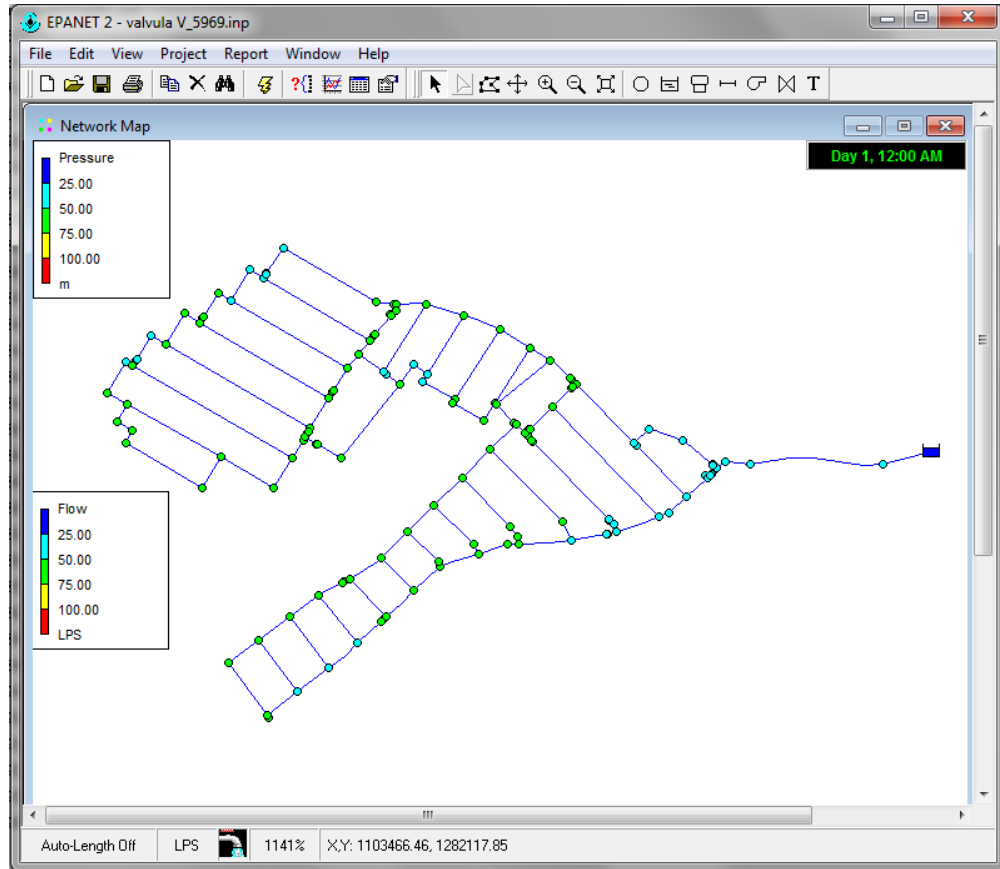 EPANET 2 - valvula V_5969.inp
File Edit View Project Report Window Help
T
Network Map
Day 1, 12:00 AM
Pressure
25.00
50.00
75.00
100.00
m
Flow
25.00
50.00
75.00
100.00
LPS
Auto-Length Off LPS 1141% X,Y: 1103466.46, 1282117.85